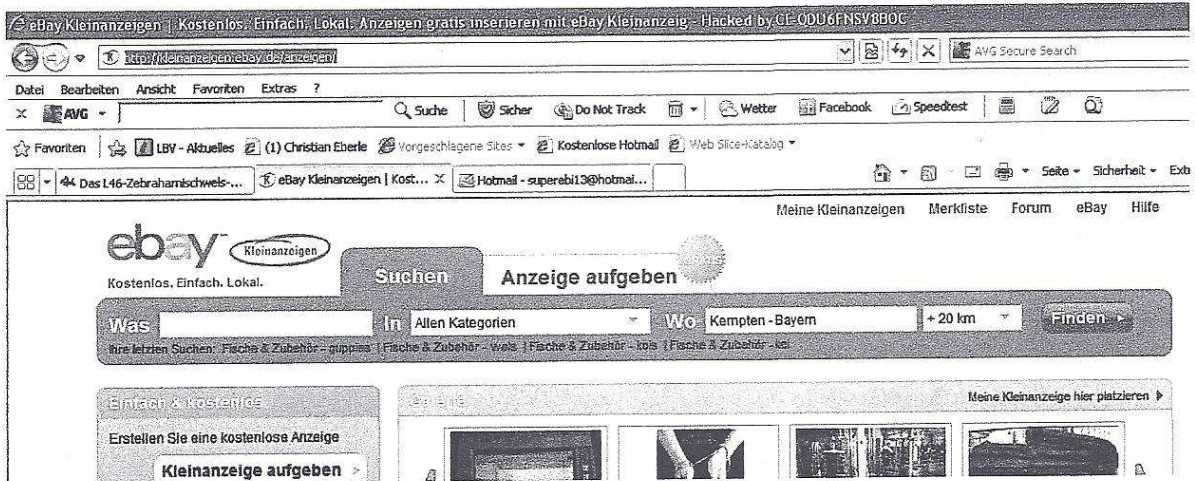 eBay Kleinanzeigen | Kostenlos. Einfach. Lokal. Anzeigen gratis inserieren mit eBay Kleinanzeig - Hacked by CE-ODU6FNSV8BOC
http://kleinanzeigen.ebay.de/anzeigen/ AVG Secure Search
Datei Bearbeiten Ansicht Favoriten Extras ?
x AVG Suche Sicher Do Not Track Wetter Facebook Speedtest
Favoriten LBV - Aktuelles (1) Christian Eberle Vorgeschlagene Sites Kostenlose Hotmail Web Slice-Katalog
Das L46-Zebraharnischwels-... eBay Kleinanzeigen | Kost... X Hotmail - superebi13@hotmai... Seite Sicherheit
Meine Kleinanzeigen Merkliste Forum eBay Hilfe
ebay Kleinanzeigen
Kostenlos. Einfach. Lokal.
Suchen Anzeige aufgeben
Was In Allen Kategorien Wo Kempten - Bayern + 20 km Finden
Ihre letzten Suchen: Fische & Zubehör - guppies | Fische & Zubehör - wels | Fische & Zubehör - kois | Fische & Zubehör - koi
Einfach & kostenlos Galerie Meine Kleinanzeige hier platzieren
Erstellen Sie eine kostenlose Anzeige
Kleinanzeige aufgeben >